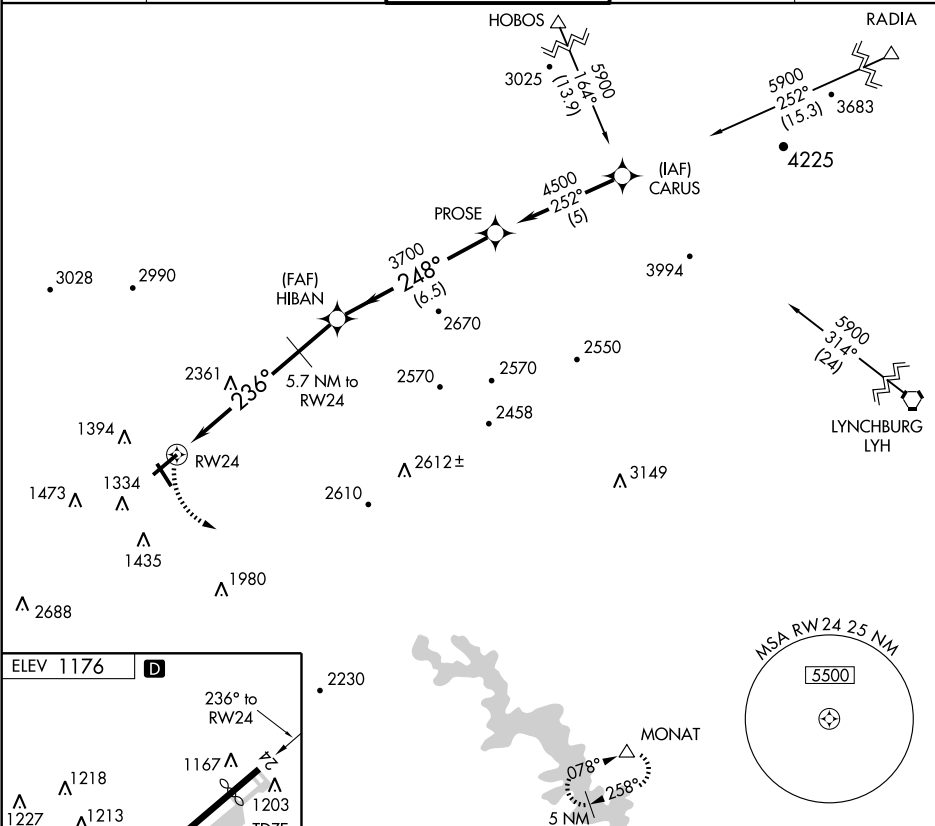 HOBOS
RADIA
3025
5900
164°
(13.9)
5900
252°
(15.3)
3683
4225
(IAF)
CARUS
4500
252°
(5)
PROSE
3700
248°
(6.5)
3994
3028
2990
(FAF)
HIBAN
2670
5900
314°
(24)
2361
236°
5.7 NM to
RW24
2570
2570
2550
2458
LYNCHBURG
LYH
1394
RW24
2612±
3149
1473
1334
2610
1435
1980
2688
MSA RW24 25 NM
5500
ELEV 1176
D
2230
236° to
RW24
24
1167
1218
1203
1227
1213
TDZE
MONAT
078°
258°
5 NM